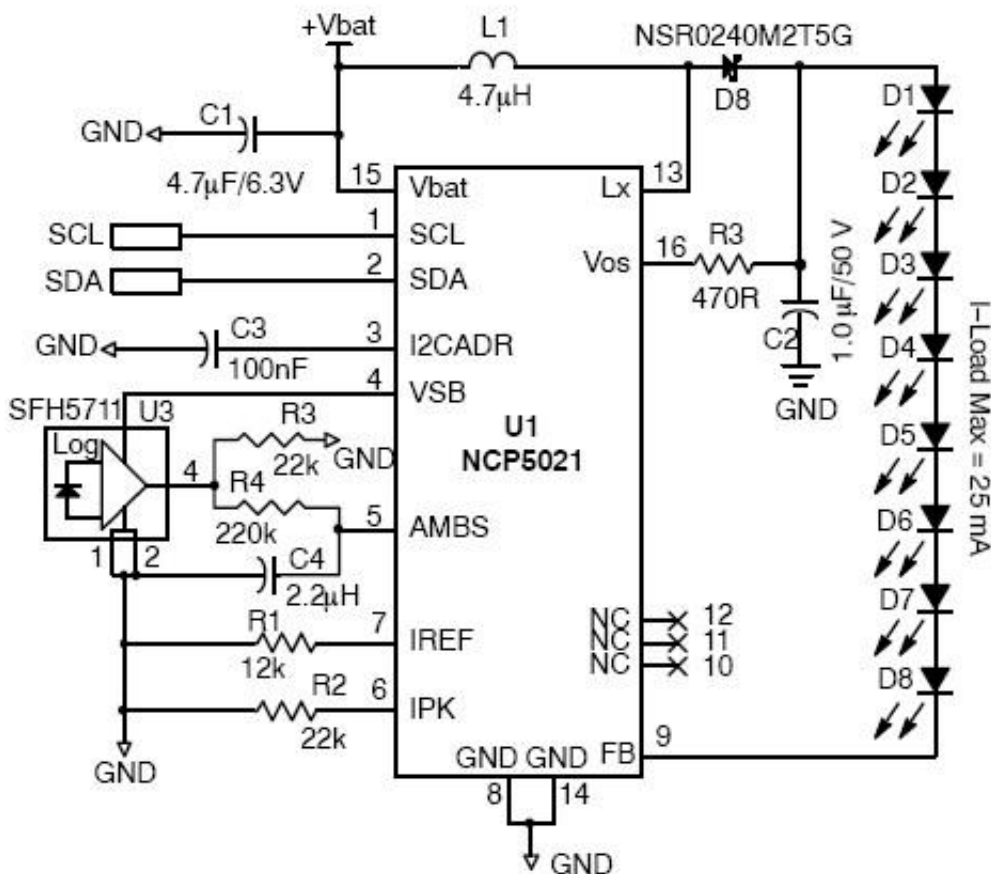 +Vbat
L1
4.7μH
NSR0240M2T5G
D8
GND
C1
4.7μF/6.3V
15
Vbat
Lx
13
SCL
1
SCL
SDA
2
SDA
Vos
16
R3
470R
C2
1.0 μF/50 V
GND
GND
C3
100nF
3
I2CADR
4
VSB
SFH5711
U3
Log
4
R3
22k
GND
R4
220k
5
AMBS
1
2
C4
2.2μH
R1
12k
7
IREF
R2
22k
6
IPK
GND
U1
NCP5021
NC
12
NC
11
NC
10
FB
9
GND
GND
8
14
GND
D1
D2
D3
D4
D5
D6
D7
D8
I–Load Max = 25 mA